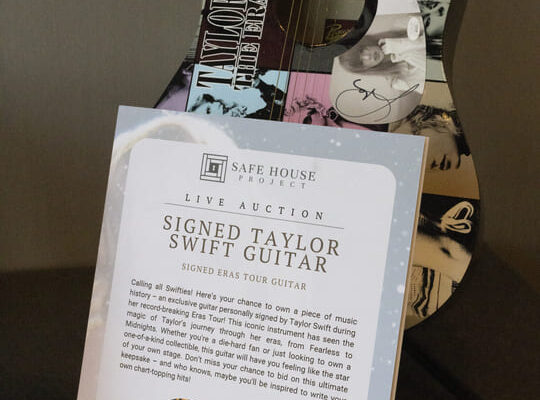 TAYLOR
THE ERA
SAFE HOUSE
PROJECT
LIVE AUCTION
SIGNED TAYLOR
SWIFT GUITAR
SIGNED ERAS TOUR GUITAR
Calling all Swifties! Here's your chance to own a piece of music
history – an exclusive guitar personally signed by Taylor Swift during
her record-breaking Eras Tour! This iconic instrument has seen the
magic of Taylor's journey through her eras, from Fearless to
Midnights. Whether you're a die-hard fan or just looking to own a
one-of-a-kind collectible, this guitar will have you feeling like the star
of your own stage. Don't miss your chance to bid on this ultimate
keepsake – and who knows, maybe you'll be inspired to write your
own chart-topping hits!